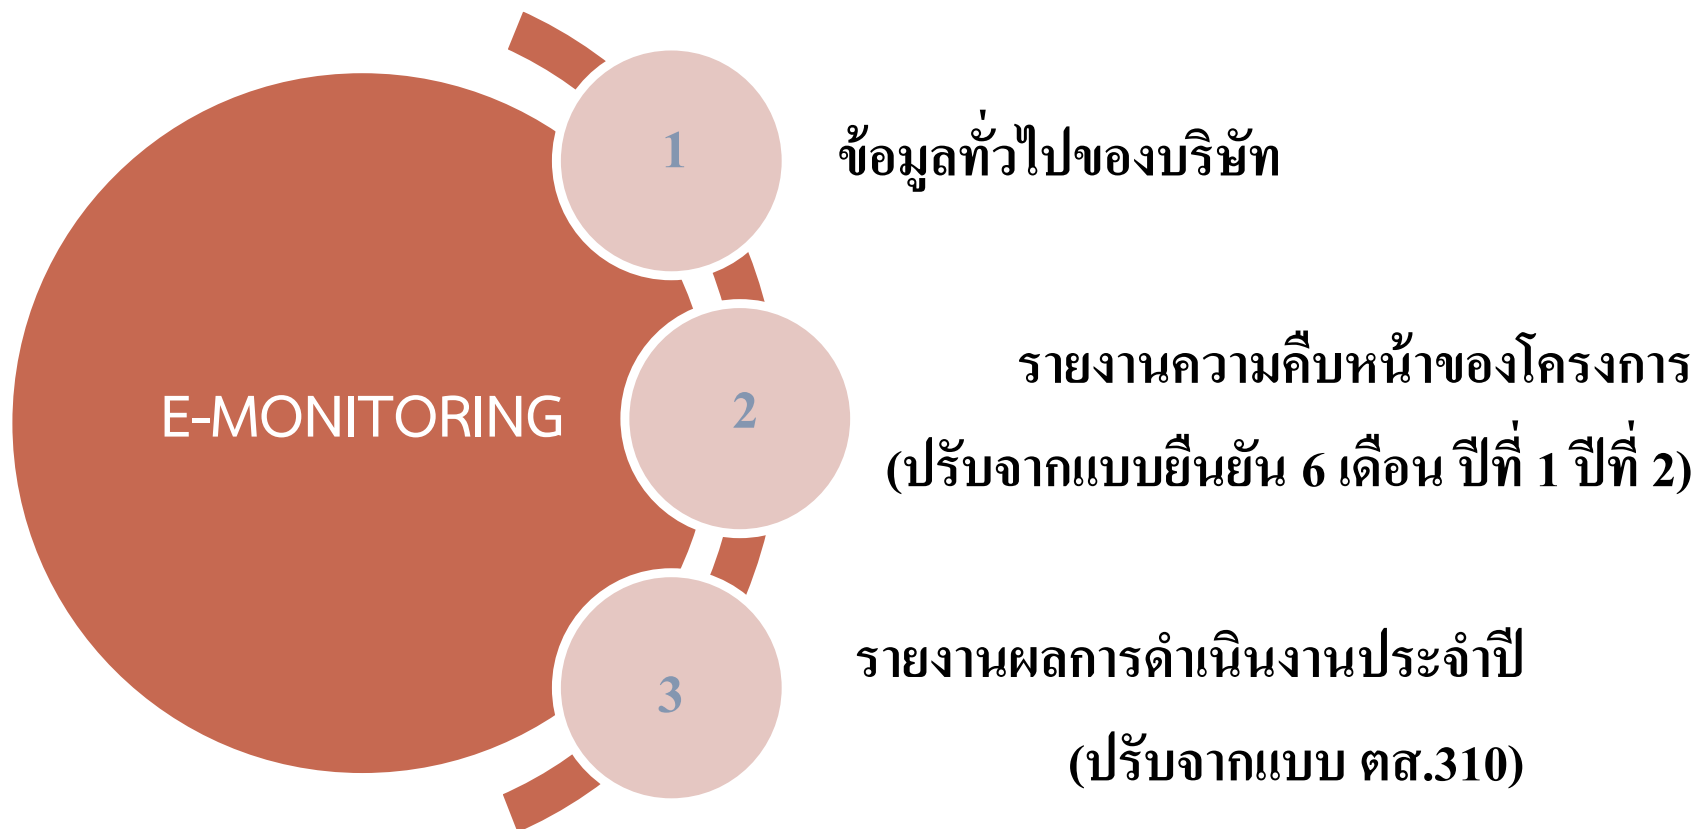 E-MONITORING
1
ข้อมูลทั่วไปของบริษัท
2
รายงานความคืบหน้าของโครงการ
(ปรับจากแบบยืนยัน 6 เดือน ปีที่ 1 ปีที่ 2)
3
รายงานผลการดำเนินงานประจำปี
(ปรับจากแบบ ตส.310)